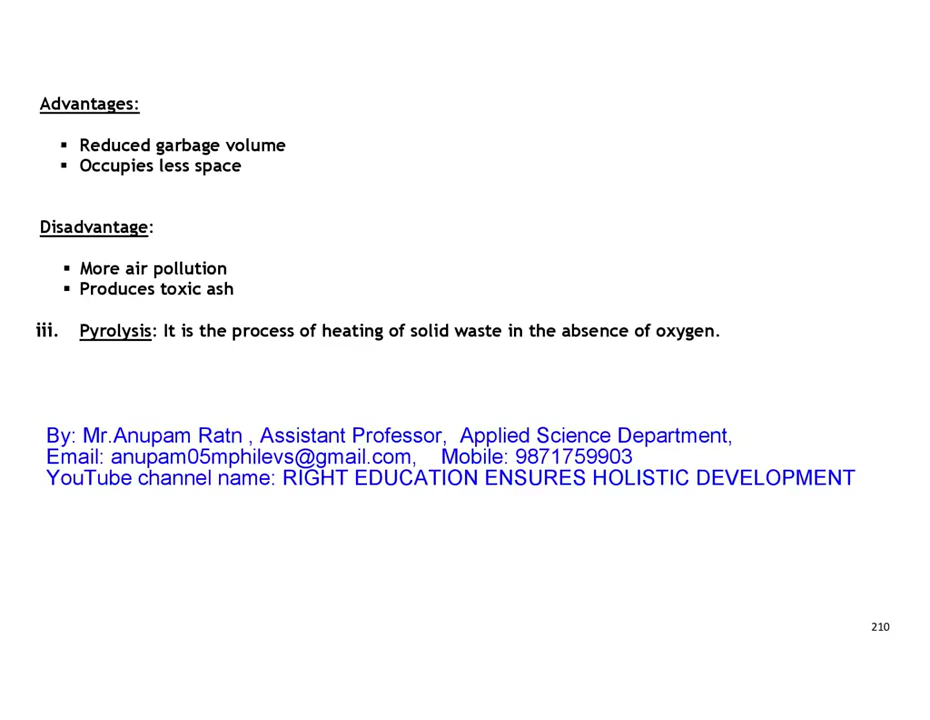 Advantages:
▪ Reduced garbage volume
▪ Occupies less space
Disadvantage:
▪ More air pollution
▪ Produces toxic ash
iii. Pyrolysis: It is the process of heating of solid waste in the absence of oxygen.
By: Mr.Anupam Ratn , Assistant Professor, Applied Science Department,
Email: anupam05mphilevs@gmail.com, Mobile: 9871759903
YouTube channel name: RIGHT EDUCATION ENSURES HOLISTIC DEVELOPMENT
210